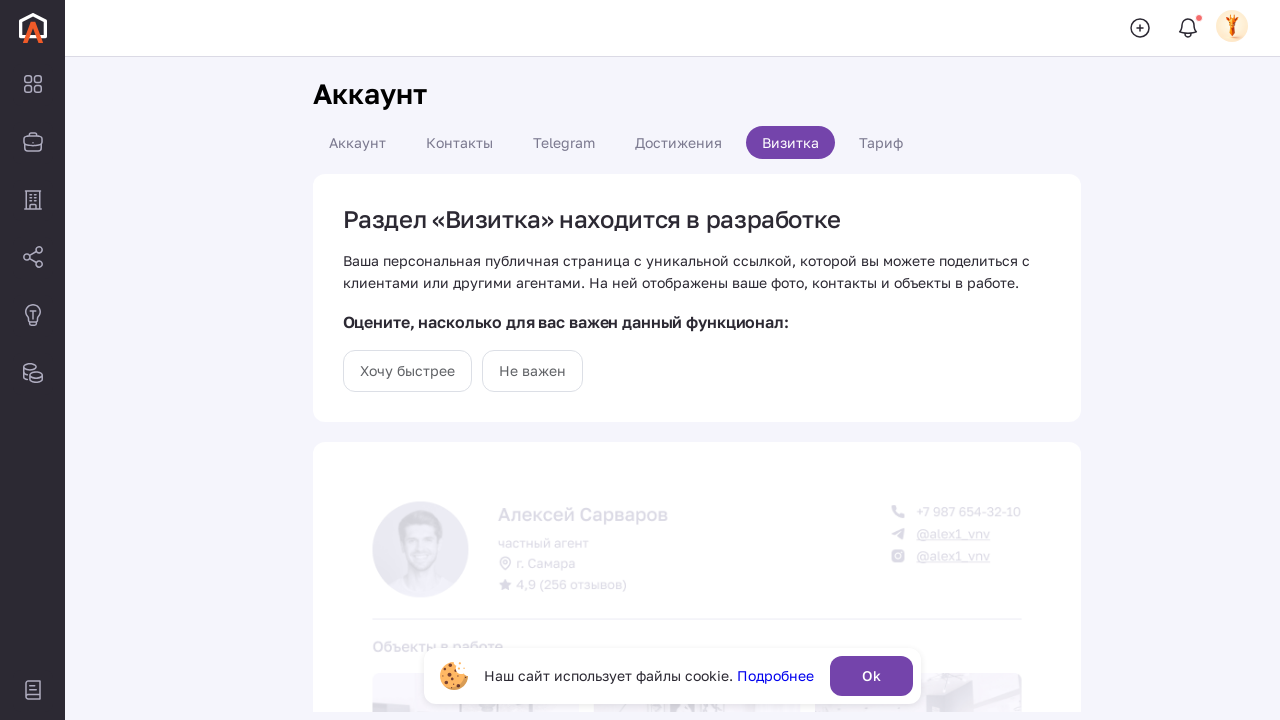 Аккаунт
Аккаунт
Контакты
Telegram
Достижения
Визитка
Тариф
Раздел «Визитка» находится в разработке
Ваша персональная публичная страница с уникальной ссылкой, которой вы можете поделиться с
клиентами или другими агентами. На ней отображены ваше фото, контакты и объекты в работе.
Оцените, насколько для вас важен данный функционал:
Хочу быстрее
Не важен
Алексей Сарваров
частный агент
г. Самара
4,9 (256 отзывов)
+7 987 654-32-10
@alex1_vnv
@alex1_vnv
Объекты в работе
Наш сайт использует файлы cookie. Подробнее
Ok